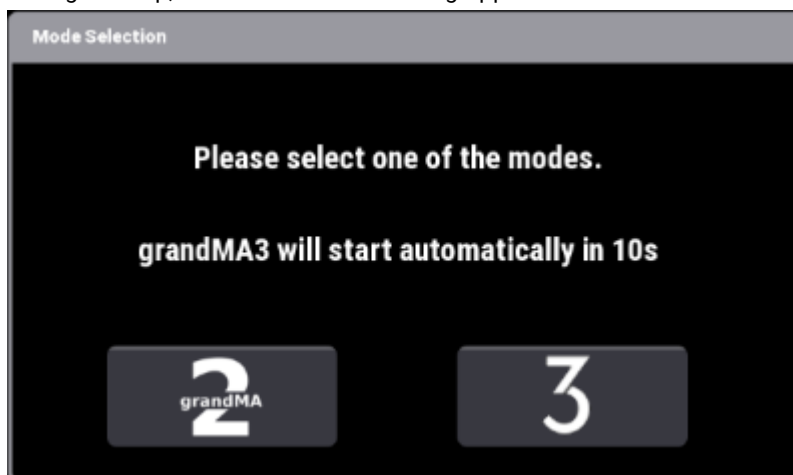 Mode Selection
Please select one of the modes.
grandMA3 will start automatically in 10s
2
grandMA
3